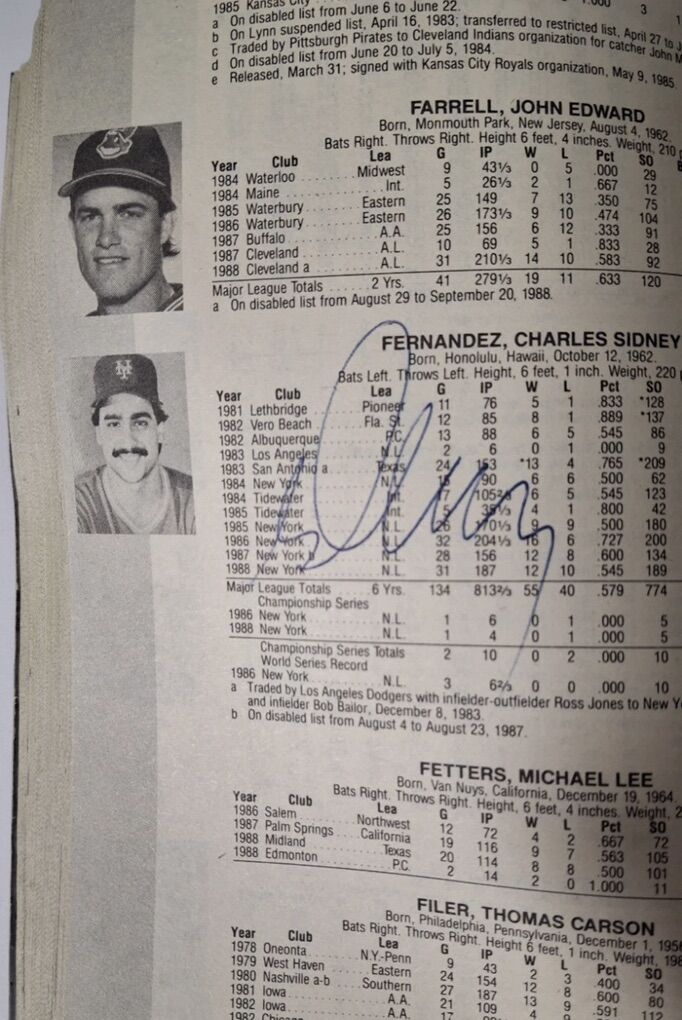 1985 Kansas City
a On disabled list from June 6 to June 22.
b On Lynn suspended list, April 16, 1983; transferred to restricted list, April 27 to
c Traded by Pittsburgh Pirates to Cleveland Indians organization for catcher John
d On disabled list from June 20 to July 5, 1984.
e Released, March 31; signed with Kansas City Royals organization, May 9, 1985.
FARRELL, JOHN EDWARD
Born, Monmouth Park, New Jersey, August 4, 1962.
Bats Right. Throws Right. Height 6 feet, 4 inches. Weight, 210
Year Club Lea G IP W L Pct SO
1984 Waterloo Midwest 9 43⅓ 0 5 .000 29
1984 Maine Int. 5 26⅓ 2 1 .667 12
1985 Waterbury Eastern 25 149 7 13 .350 75
1986 Waterbury Eastern 26 173⅓ 9 10 .474 104
1987 Buffalo A.A. 25 156 6 12 .333 91
1987 Cleveland A.L. 10 69 5 1 .833 28
1988 Cleveland a A.L. 31 210⅓ 14 10 .583 92
Major League Totals 2 Yrs. 41 279⅓ 19 11 .633 120
a On disabled list from August 29 to September 20, 1988.
FERNANDEZ, CHARLES SIDNEY
Born, Honolulu, Hawaii, October 12, 1962.
Bats Left. Throws Left. Height, 6 feet, 1 inch. Weight, 220
Year Club Lea G IP W L Pct SO
1981 Lethbridge Pioneer 11 76 5 1 .833 *128
1982 Vero Beach Fla. St. 12 85 8 1 .889 *137
1982 Albuquerque P.C. 13 88 6 5 .545 86
1983 Los Angeles N.L. 2 6 0 1 .000 9
1983 San Antonio a Texas 24 153 *13 4 .765 *209
1984 New York N.L. 90 6 6 .500 62
1984 Tidewater Int. 17 105⅔ 6 5 .545 123
1985 Tidewater Int. 5 35⅓ 4 1 .800 42
1985 New York N.L. 26 170⅓ 9 9 .500 180
1986 New York N.L. 32 204⅓ 16 6 .727 200
1987 New York b N.L. 28 156 12 8 .600 134
1988 New York N.L. 31 187 12 10 .545 189
Major League Totals 6 Yrs. 134 813⅔ 55 40 .579 774
Championship Series
1986 New York N.L. 1 6 0 1 .000 5
1988 New York N.L. 1 4 0 1 .000 5
Championship Series Totals 2 10 0 2 .000 10
World Series Record
1986 New York N.L. 3 6⅔ 0 0 .000 10
a Traded by Los Angeles Dodgers with infielder-outfielder Ross Jones to New
and infielder Bob Bailor, December 8, 1983.
b On disabled list from August 4 to August 23, 1987.
FETTERS, MICHAEL LEE
Born, Van Nuys, California, December 19, 1964.
Bats Right. Throws Right. Height, 6 feet, 4 inches. Weight,
Year Club Lea G IP W L Pct SO
1986 Salem Northwest 12 72 4 2 .667 72
1987 Palm Springs California 19 116 9 7 .563 105
1988 Midland Texas 20 114 8 8 .500 101
1988 Edmonton P.C. 2 14 2 0 1.000 11
FILER, THOMAS CARSON
Born, Philadelphia, Pennsylvania, December 1, 1956
Bats Right. Throws Right. Height 6 feet, 1 inch. Weight,
Year Club Lea G IP W L Pct SO
1978 Oneonta N.Y.-Penn 9 43 2 3 .400 34
1979 West Haven Eastern 24 154 12 8 .600 80
1980 Nashville a-b Southern 27 187 13 9 .591 112
1981 Iowa A.A. 21 109
1982 Iowa A.A. 17
1982 Chicago